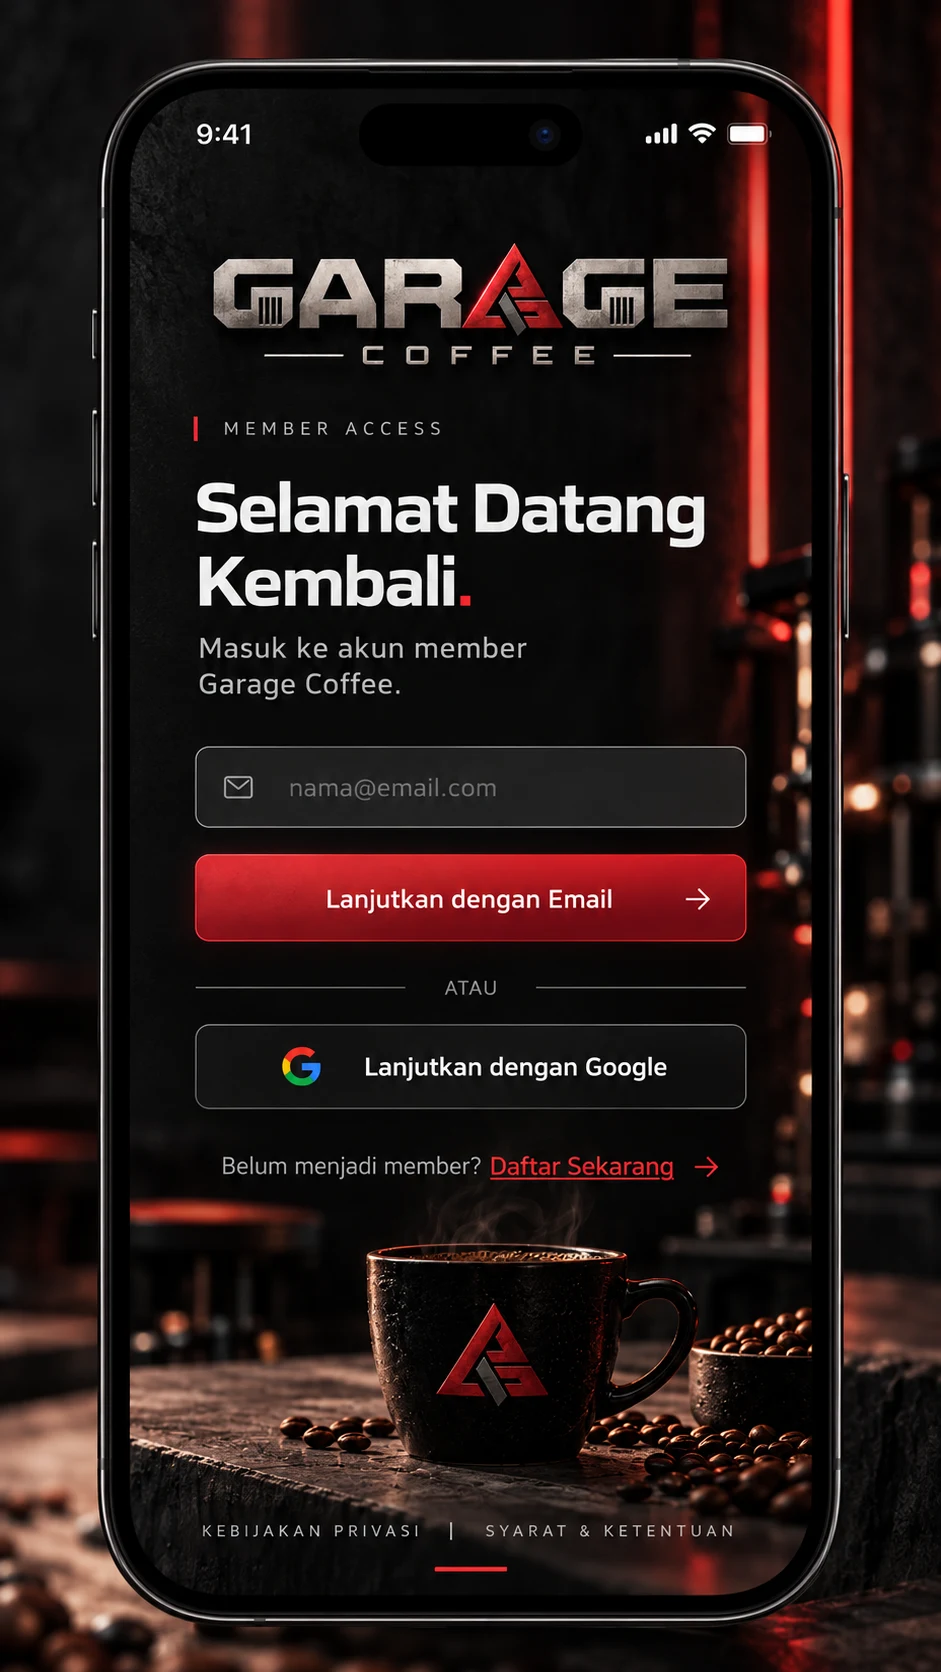 9:41
GARAGE
COFFEE
MEMBER ACCESS
Selamat Datang
Kembali.
Masuk ke akun member
Garage Coffee.
nama@email.com
Lanjutkan dengan Email
ATAU
Lanjutkan dengan Google
Belum menjadi member? Daftar Sekarang
KEBIJAKAN PRIVASI | SYARAT & KETENTUAN